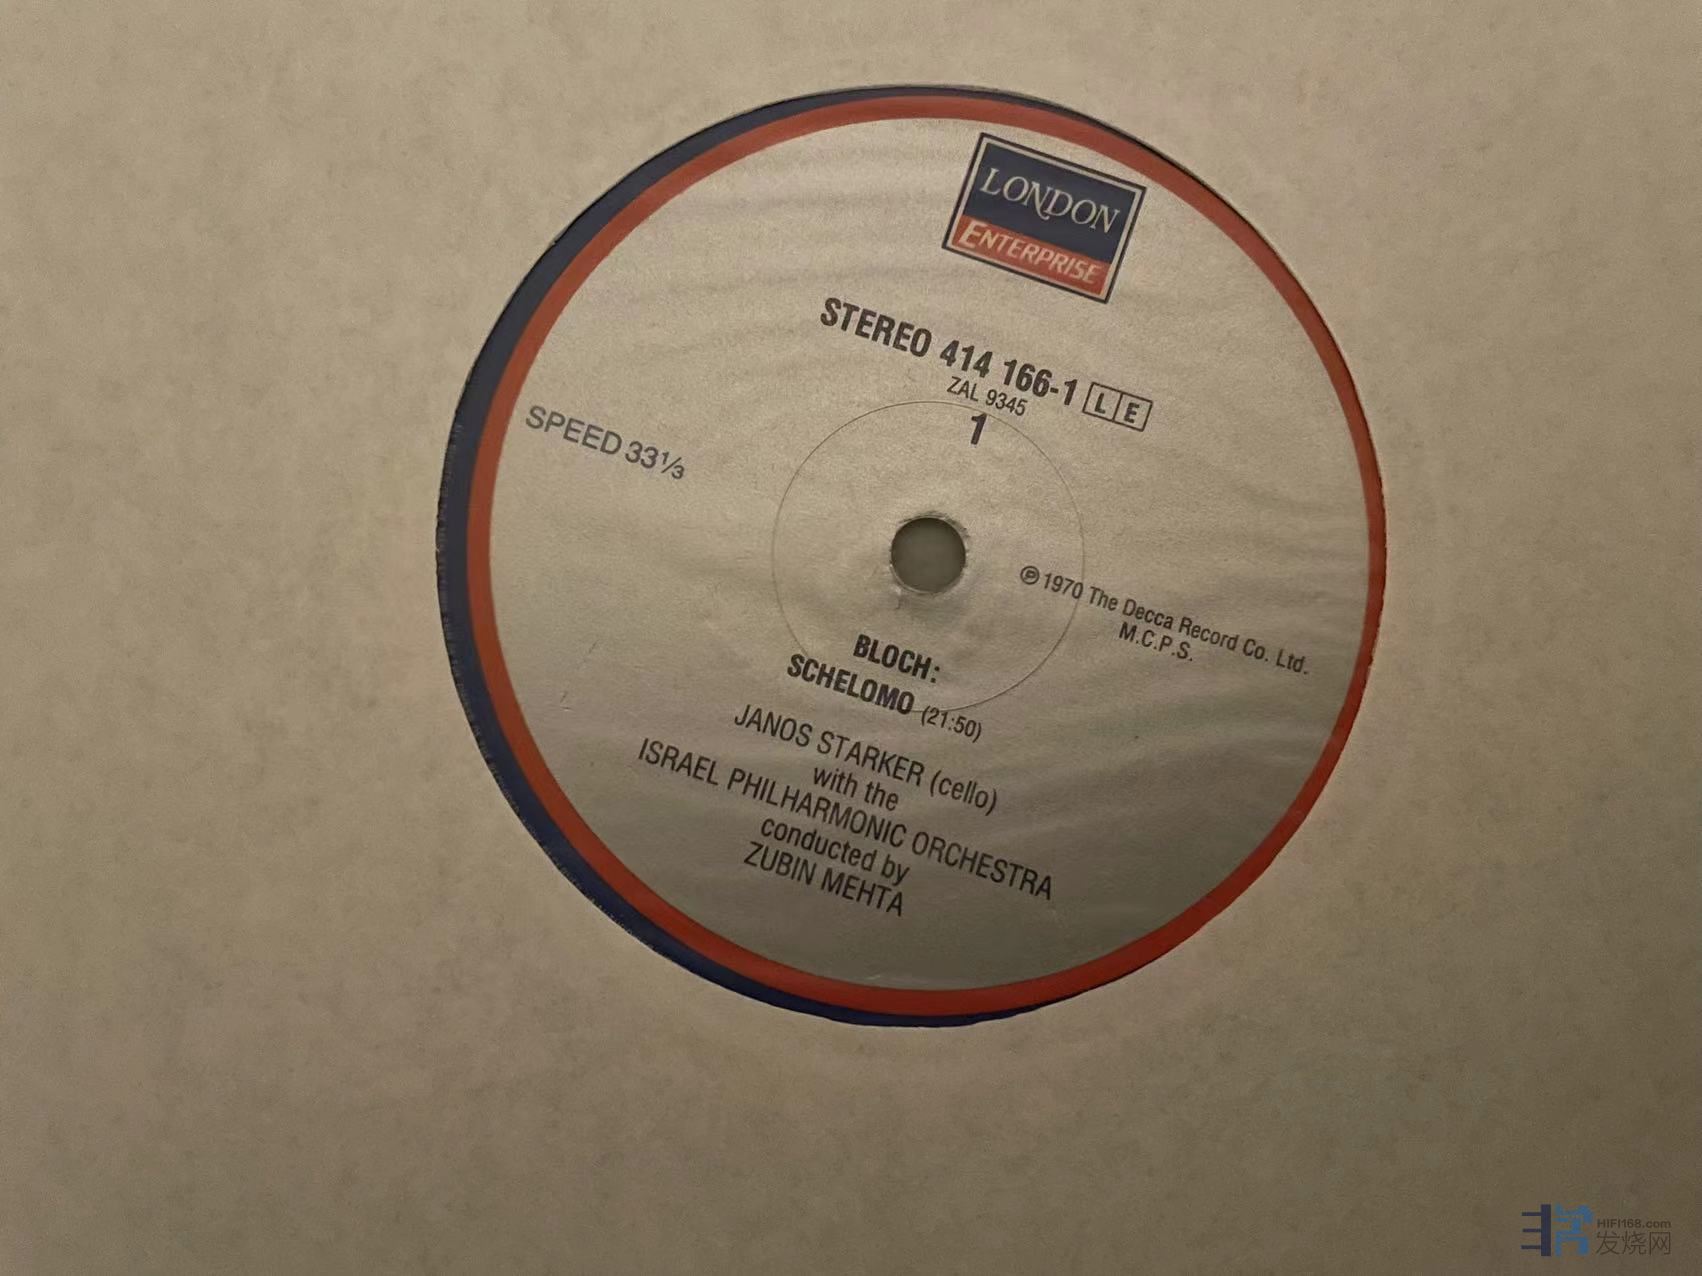 LONDON
ENTERPRISE
STEREO 414 166-1 L E
ZAL 9345
1
SPEED 33⅓
℗ 1970 The Decca Record Co. Ltd.
M.C.P.S.
BLOCH:
SCHELOMO (21:50)
JANOS STARKER (cello)
with the
ISRAEL PHILHARMONIC ORCHESTRA
conducted by
ZUBIN MEHTA
HIFI168.com
发烧网